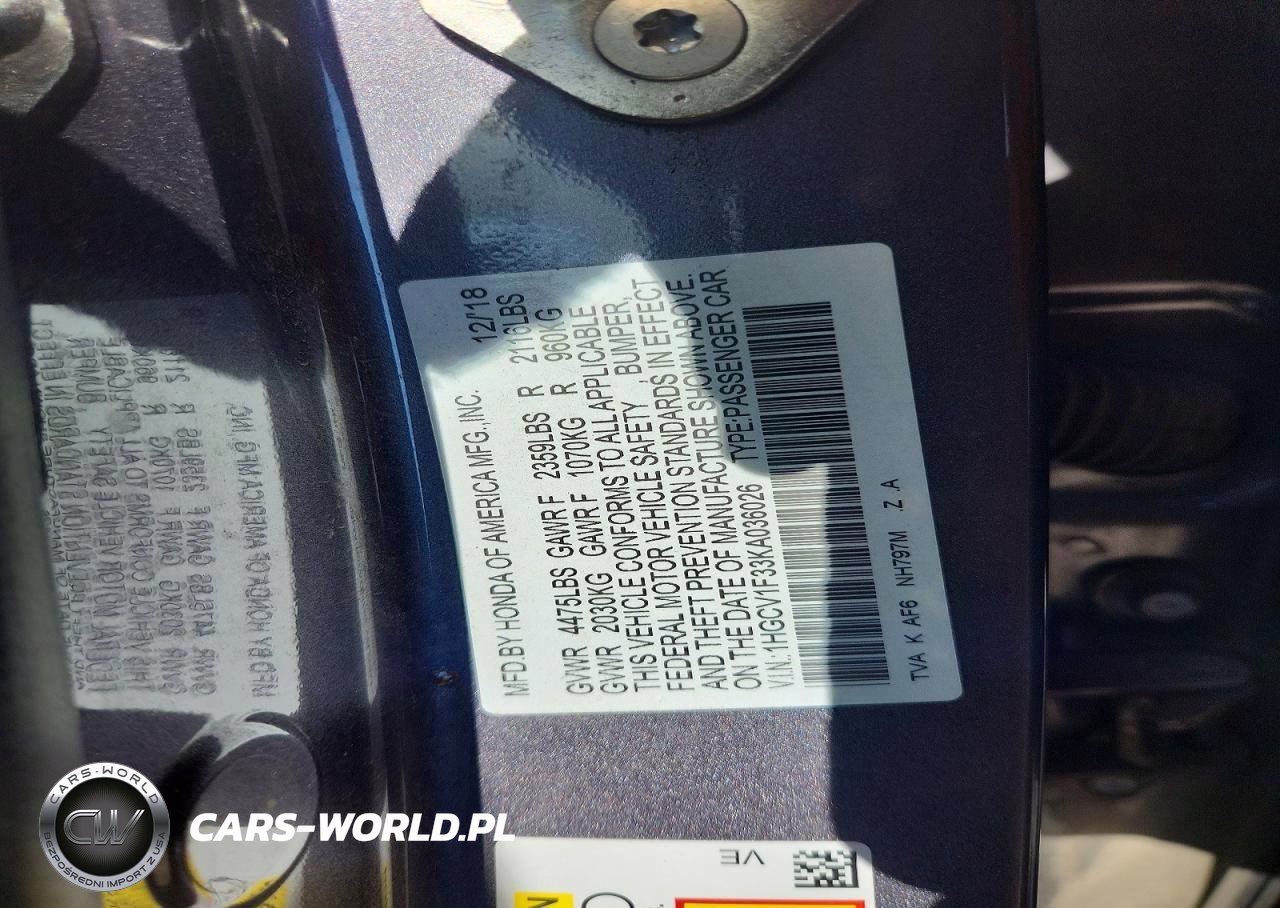 MFD. BY HONDA OF AMERICA MFG., INC. 12/'18
GVWR 4475LBS GAWR F 2359LBS R 2116LBS
GVWR 2030KG GAWR F 1070KG R 960KG
THIS VEHICLE CONFORMS TO ALL APPLICABLE
FEDERAL MOTOR VEHICLE SAFETY, BUMPER,
AND THEFT PREVENTION STANDARDS IN EFFECT
ON THE DATE OF MANUFACTURE SHOWN ABOVE.
V.I.N. 1HGCV1F33KA036026 TYPE:PASSENGER CAR
TVA K AF6 NH797M .Z .A
VE
CARS-WORLD
CW
BEZPOŚREDNI IMPORT Z USA
CARS-WORLD.PL